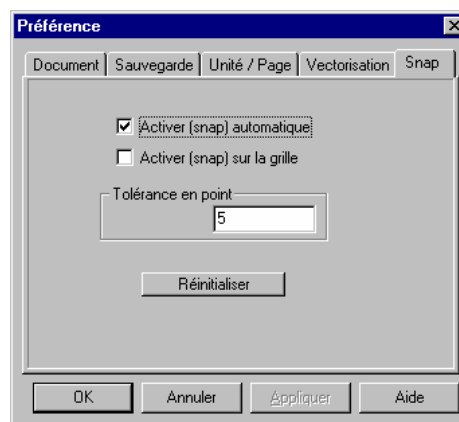 Préférence
Document Sauvegarde Unité / Page Vectorisation Snap
Activer (snap) automatique
Activer (snap) sur la grille
Tolérance en point
5
Réinitialiser
OK Annuler Appliquer Aide